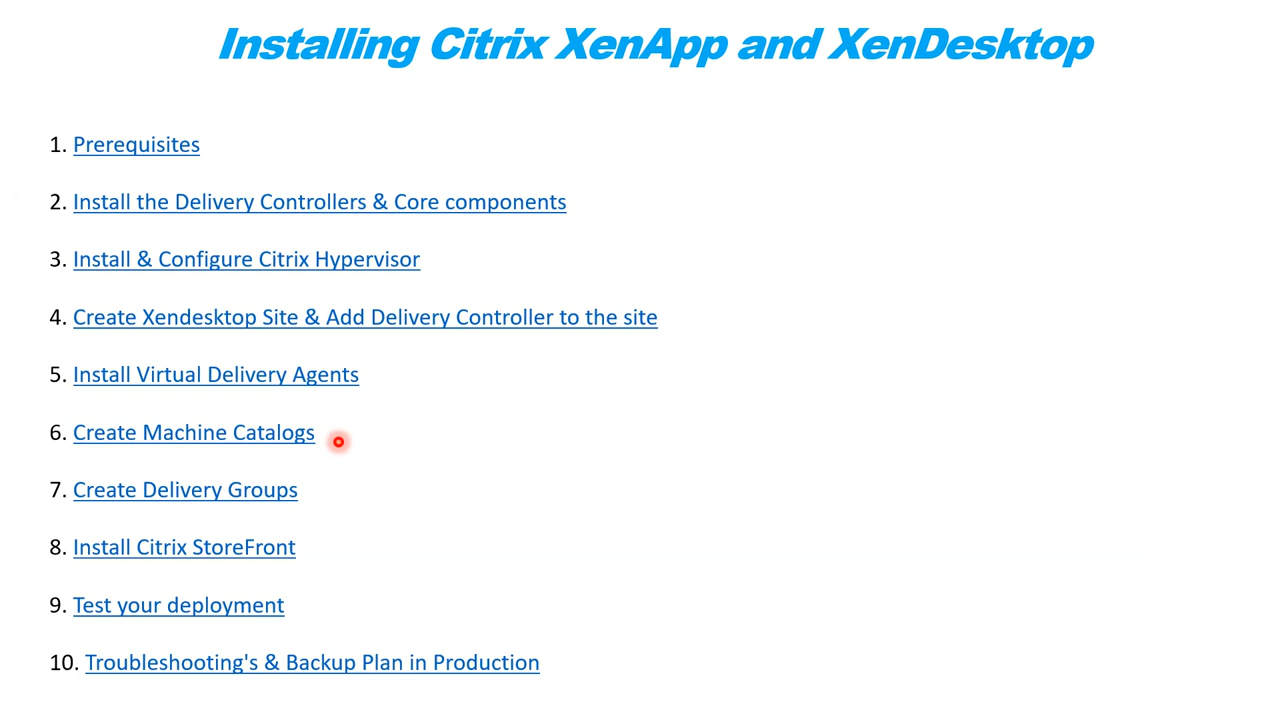 Installing Citrix XenApp and XenDesktop
1. Prerequisites
2. Install the Delivery Controllers & Core components
3. Install & Configure Citrix Hypervisor
4. Create Xendesktop Site & Add Delivery Controller to the site
5. Install Virtual Delivery Agents
6. Create Machine Catalogs
7. Create Delivery Groups
8. Install Citrix StoreFront
9. Test your deployment
10. Troubleshooting's & Backup Plan in Production